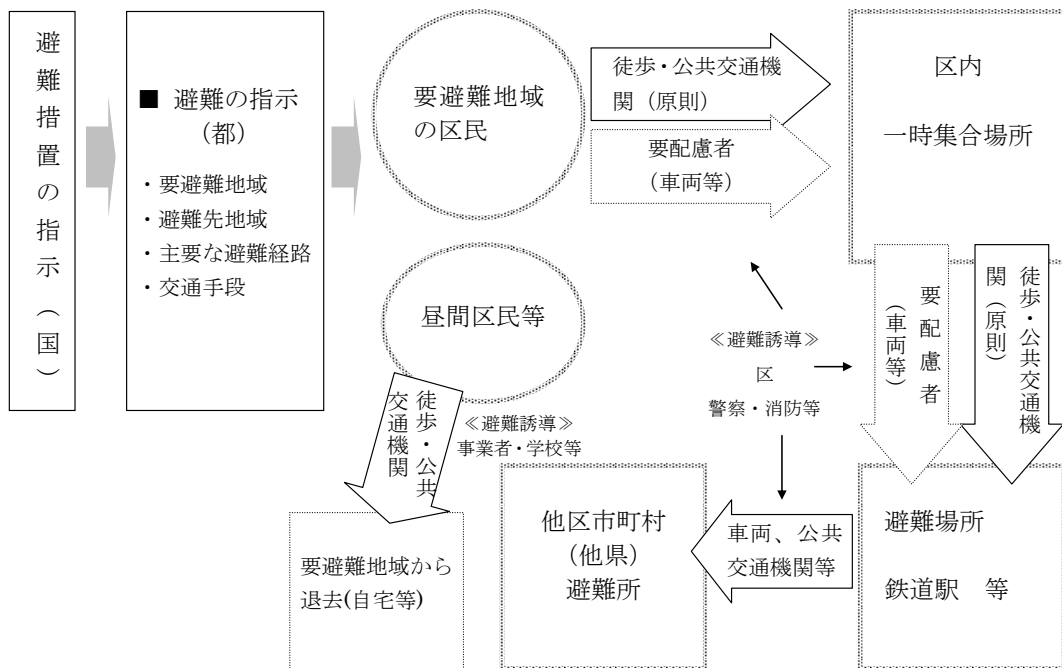 避難措置の指示（国）
■ 避難の指示
（都）
・要避難地域
・避難先地域
・主要な避難経路
・交通手段
要避難地域
の区民
徒歩・公共交通機
関（原則）
要配慮者
（車両等）
区内
一時集合場所
昼間区民等
徒歩・公共
交通機関
≪避難誘導≫
事業者・学校等
要避難地域から
退去(自宅等)
≪避難誘導≫
区
警察・消防等
徒歩・公共交通機
関（原則）
要配慮者
（車両等）
避難場所
鉄道駅　等
車両、公共
交通機関等
他区市町村
（他県）
避難所